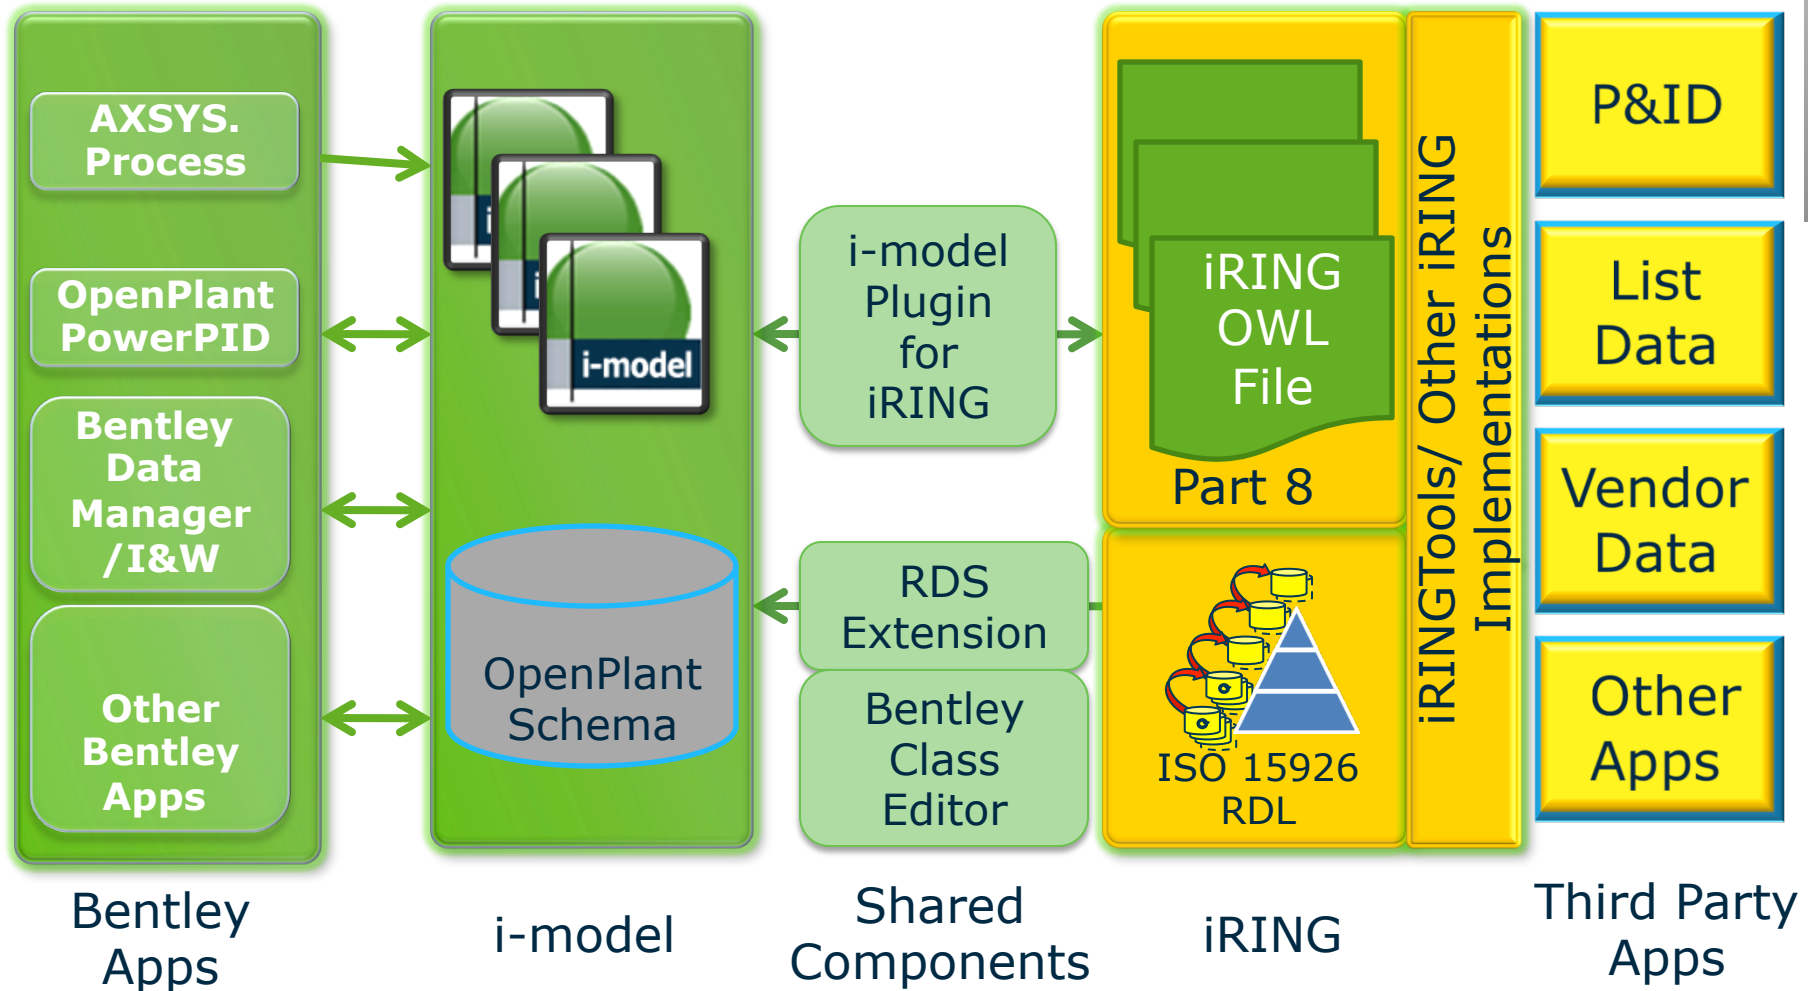 AXSYS.
Process
OpenPlant
PowerPID
Bentley
Data
Manager
/I&W
Other
Bentley
Apps
Bentley
Apps
i-model
OpenPlant
Schema
i-model
i-model
Plugin
for
iRING
RDS
Extension
Bentley
Class
Editor
Shared
Components
iRING
OWL
File
Part 8
ISO 15926
RDL
iRING
iRINGTools/ Other iRING
Implementations
P&ID
List
Data
Vendor
Data
Other
Apps
Third Party
Apps